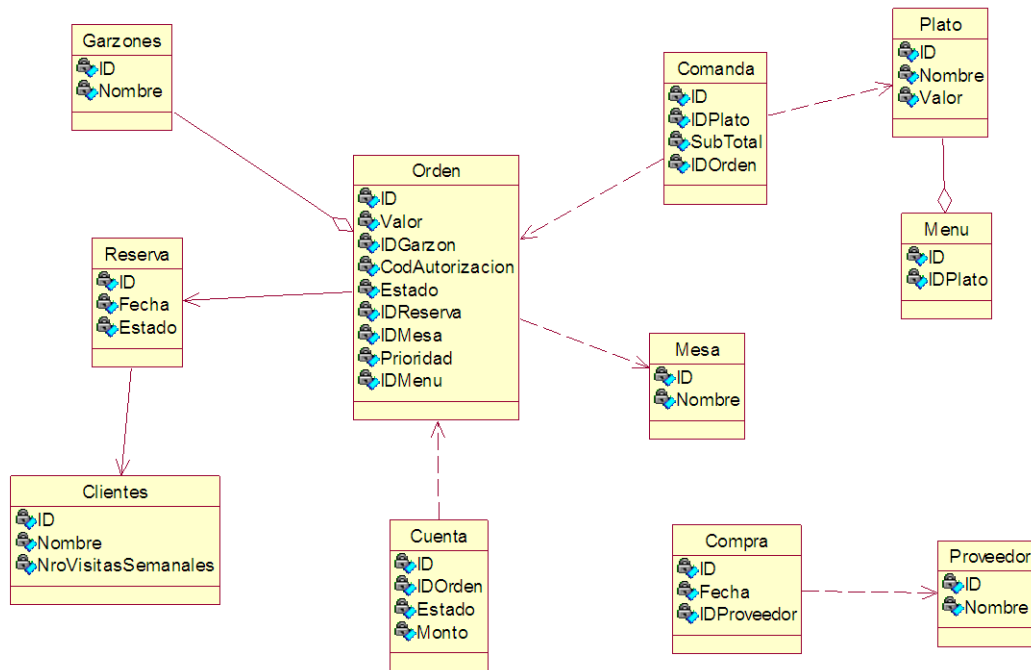 Garzones
ID
Nombre
Plato
ID
Nombre
Valor
Comanda
ID
IDPlato
SubTotal
IDOrden
Orden
ID
Valor
IDGarzon
CodAutorizacion
Estado
IDReserva
IDMesa
Prioridad
IDMenu
Menu
ID
IDPlato
Reserva
ID
Fecha
Estado
Mesa
ID
Nombre
Clientes
ID
Nombre
NroVisitasSemanales
Cuenta
ID
IDOrden
Estado
Monto
Compra
ID
Fecha
IDProveedor
Proveedor
ID
Nombre